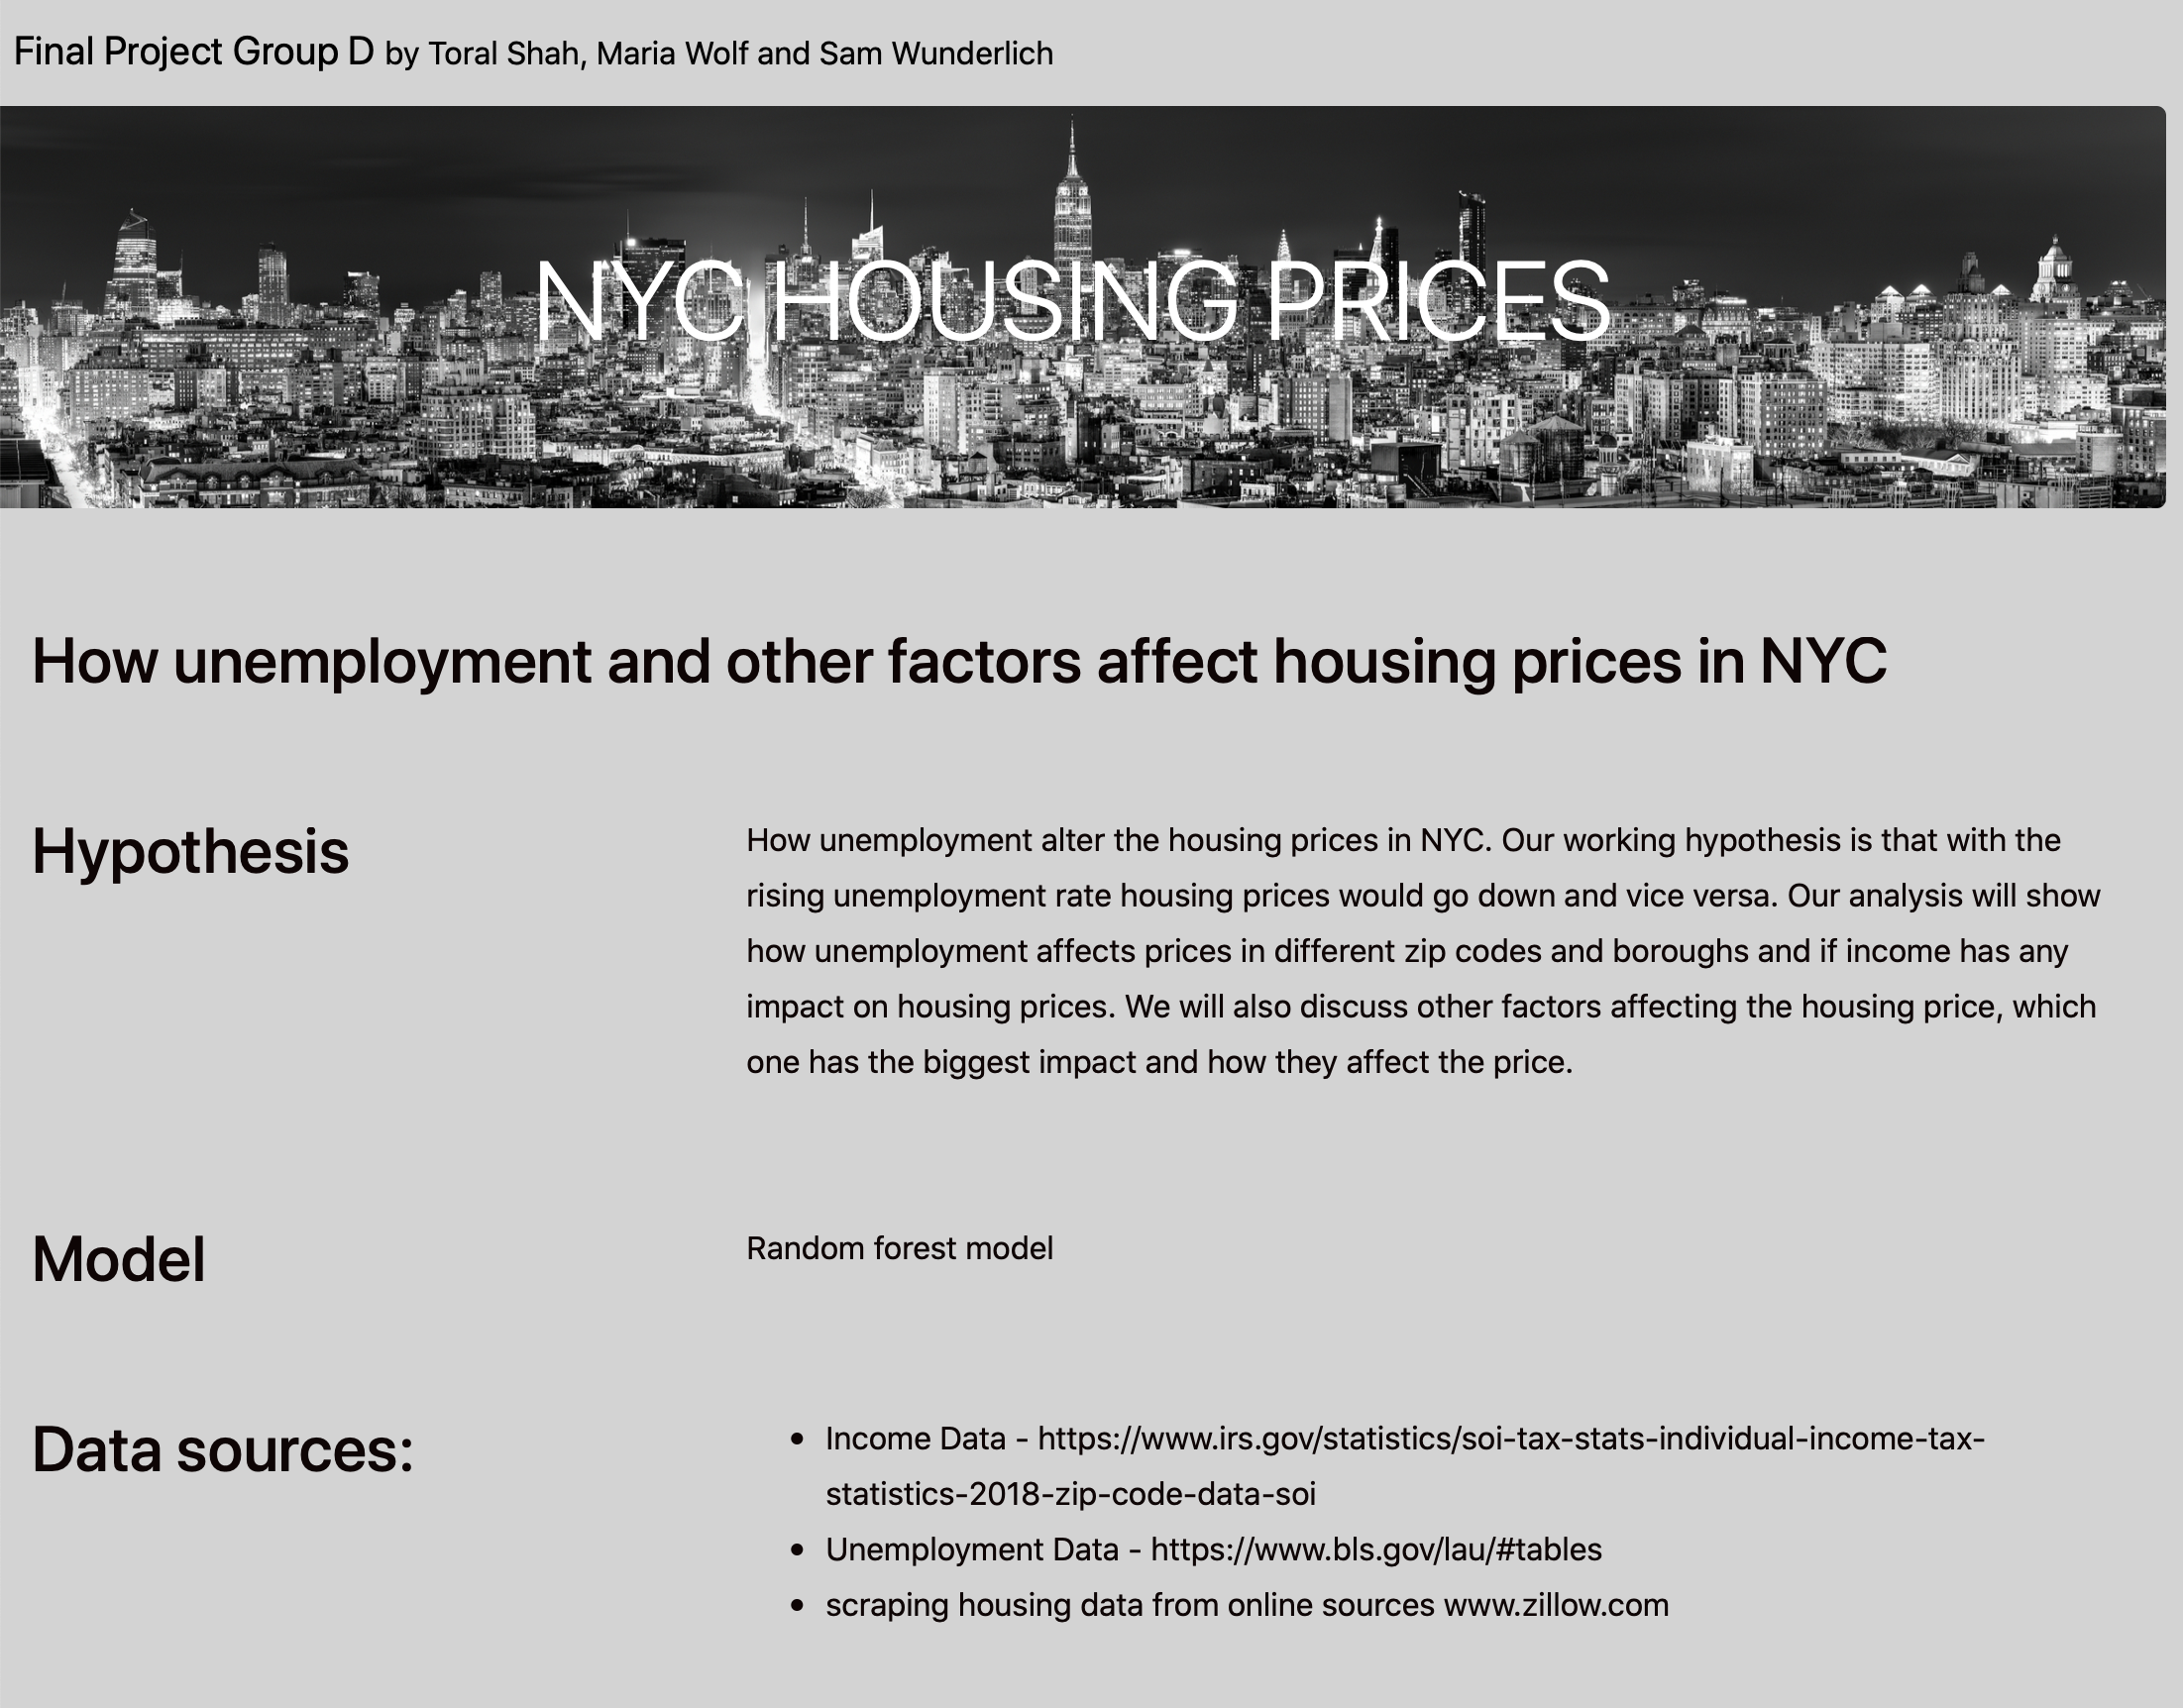 Final Project Group D by Toral Shah, Maria Wolf and Sam Wunderlich
NYC HOUSING PRICES
How unemployment and other factors affect housing prices in NYC
Hypothesis
How unemployment alter the housing prices in NYC. Our working hypothesis is that with the
rising unemployment rate housing prices would go down and vice versa. Our analysis will show
how unemployment affects prices in different zip codes and boroughs and if income has any
impact on housing prices. We will also discuss other factors affecting the housing price, which
one has the biggest impact and how they affect the price.
Model
Random forest model
Data sources:
• Income Data - https://www.irs.gov/statistics/soi-tax-stats-individual-income-tax-
statistics-2018-zip-code-data-soi
• Unemployment Data - https://www.bls.gov/lau/#tables
• scraping housing data from online sources www.zillow.com